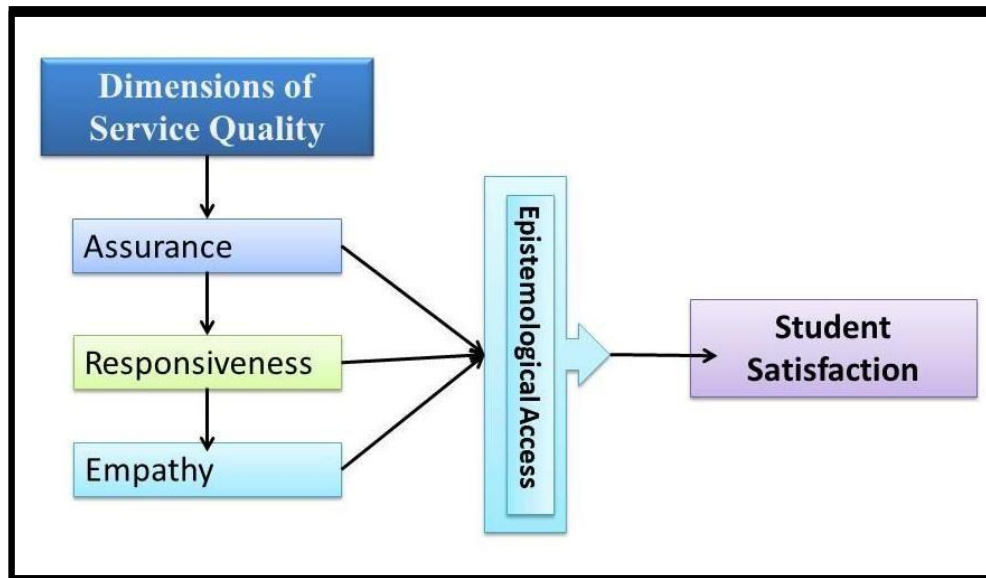 Dimensions of
Service Quality
Assurance
Responsiveness
Empathy
Epistemological Access
Student
Satisfaction